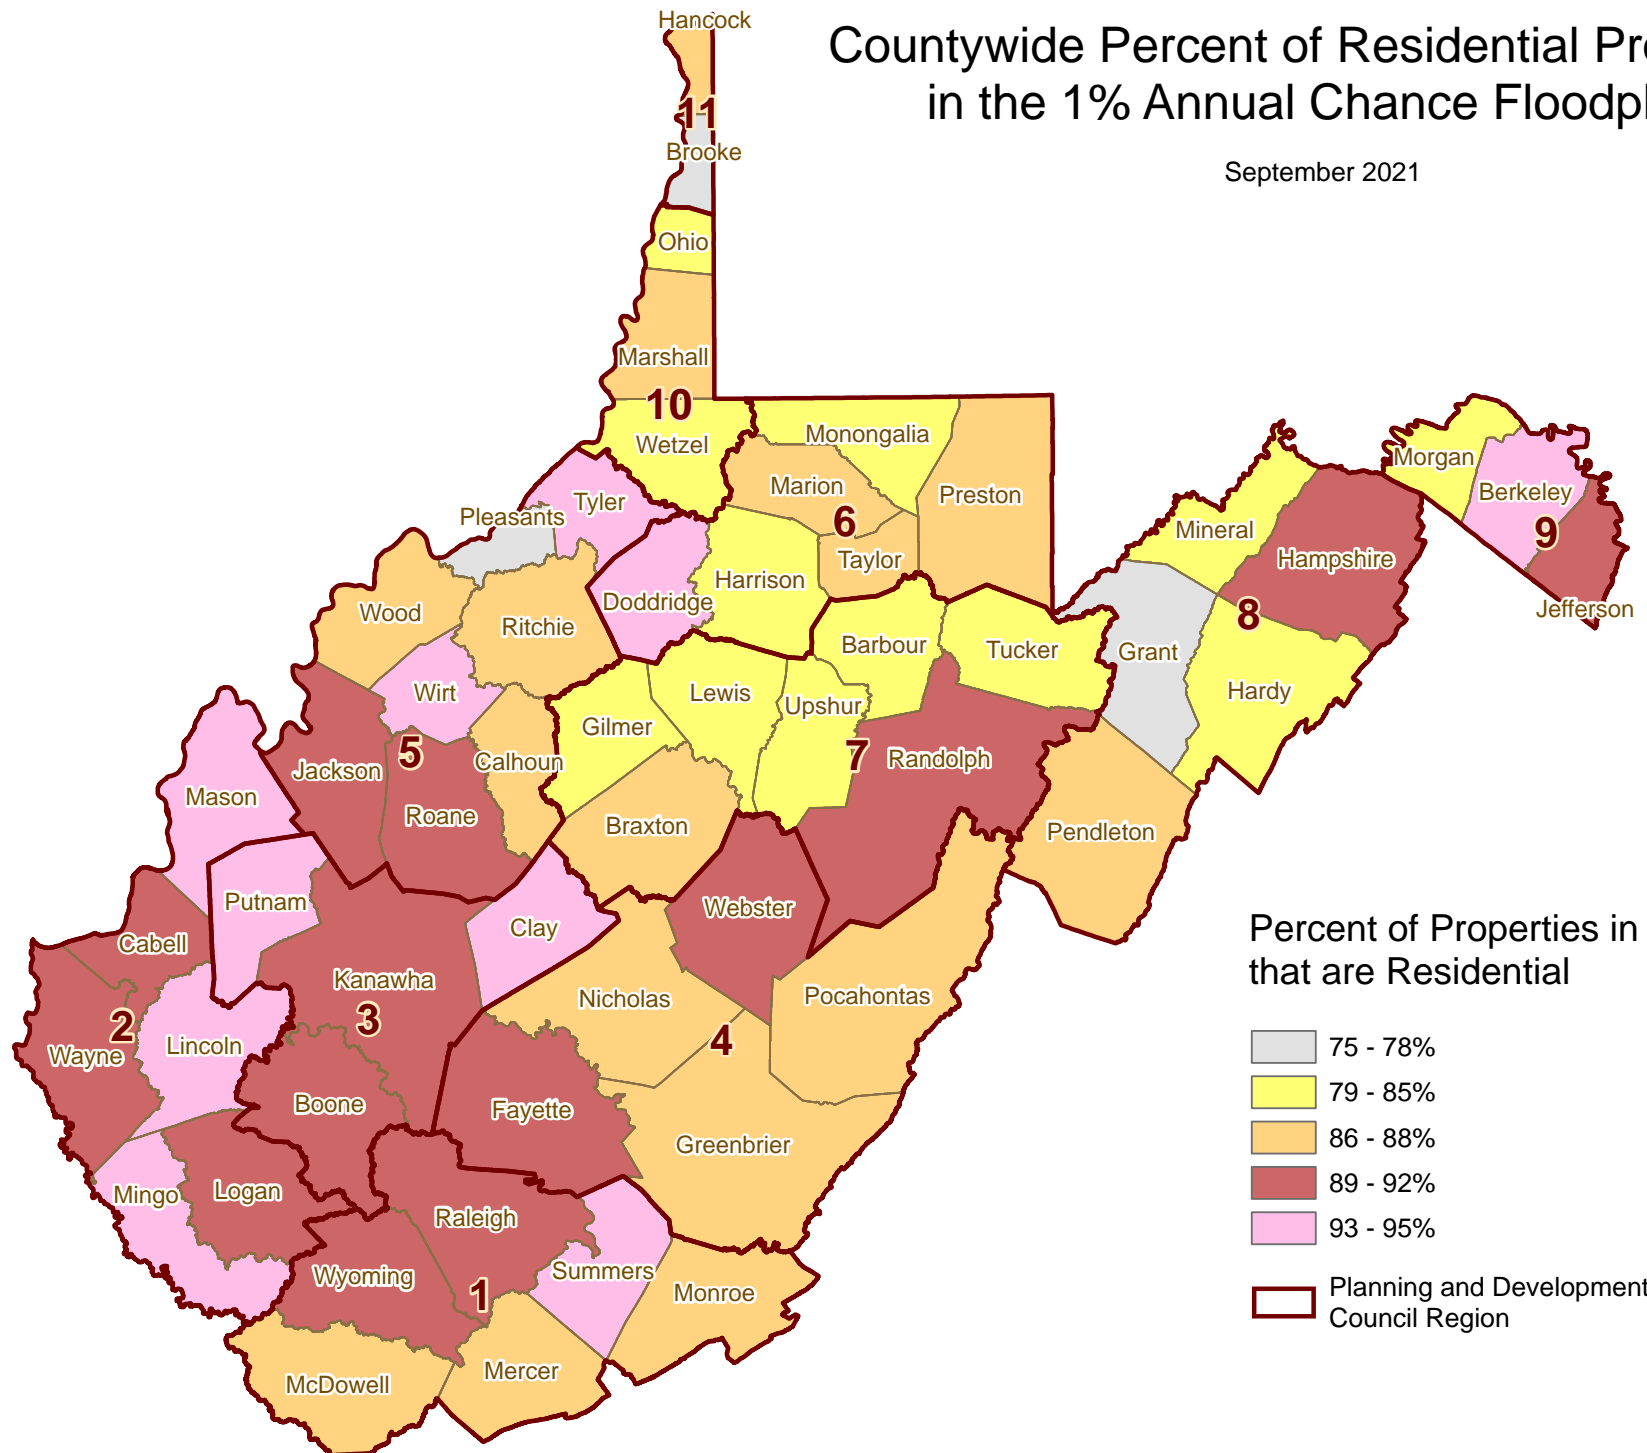 Hancock
Countywide Percent of Residential
in the 1% Annual Chance
September 2021
11
Brooke
Ohio
Marshall
10
Wetzel
Monongalia
Morgan
Marion
Preston
Berkeley
Tyler
Pleasants
6
9
Mineral
Hampshire
Taylor
Harrison
Wood
Doddridge
Jefferson
Ritchie
8
Barbour
Tucker
Grant
Wirt
Lewis
Hardy
Upshur
Gilmer
5
7
Calhoun
Randolph
Jackson
Mason
Roane
Braxton
Pendleton
Putnam
Webster
Clay
Cabell
Percent of Properties in
that are Residential
Kanawha
Nicholas
Pocahontas
3
2
4
Wayne
Lincoln
75 - 78%
79 - 85%
Boone
Fayette
86 - 88%
Greenbrier
89 - 92%
Mingo
Logan
Raleigh
93 - 95%
Wyoming
Summers
1
Monroe
Planning and Development
Council Region
McDowell
Mercer